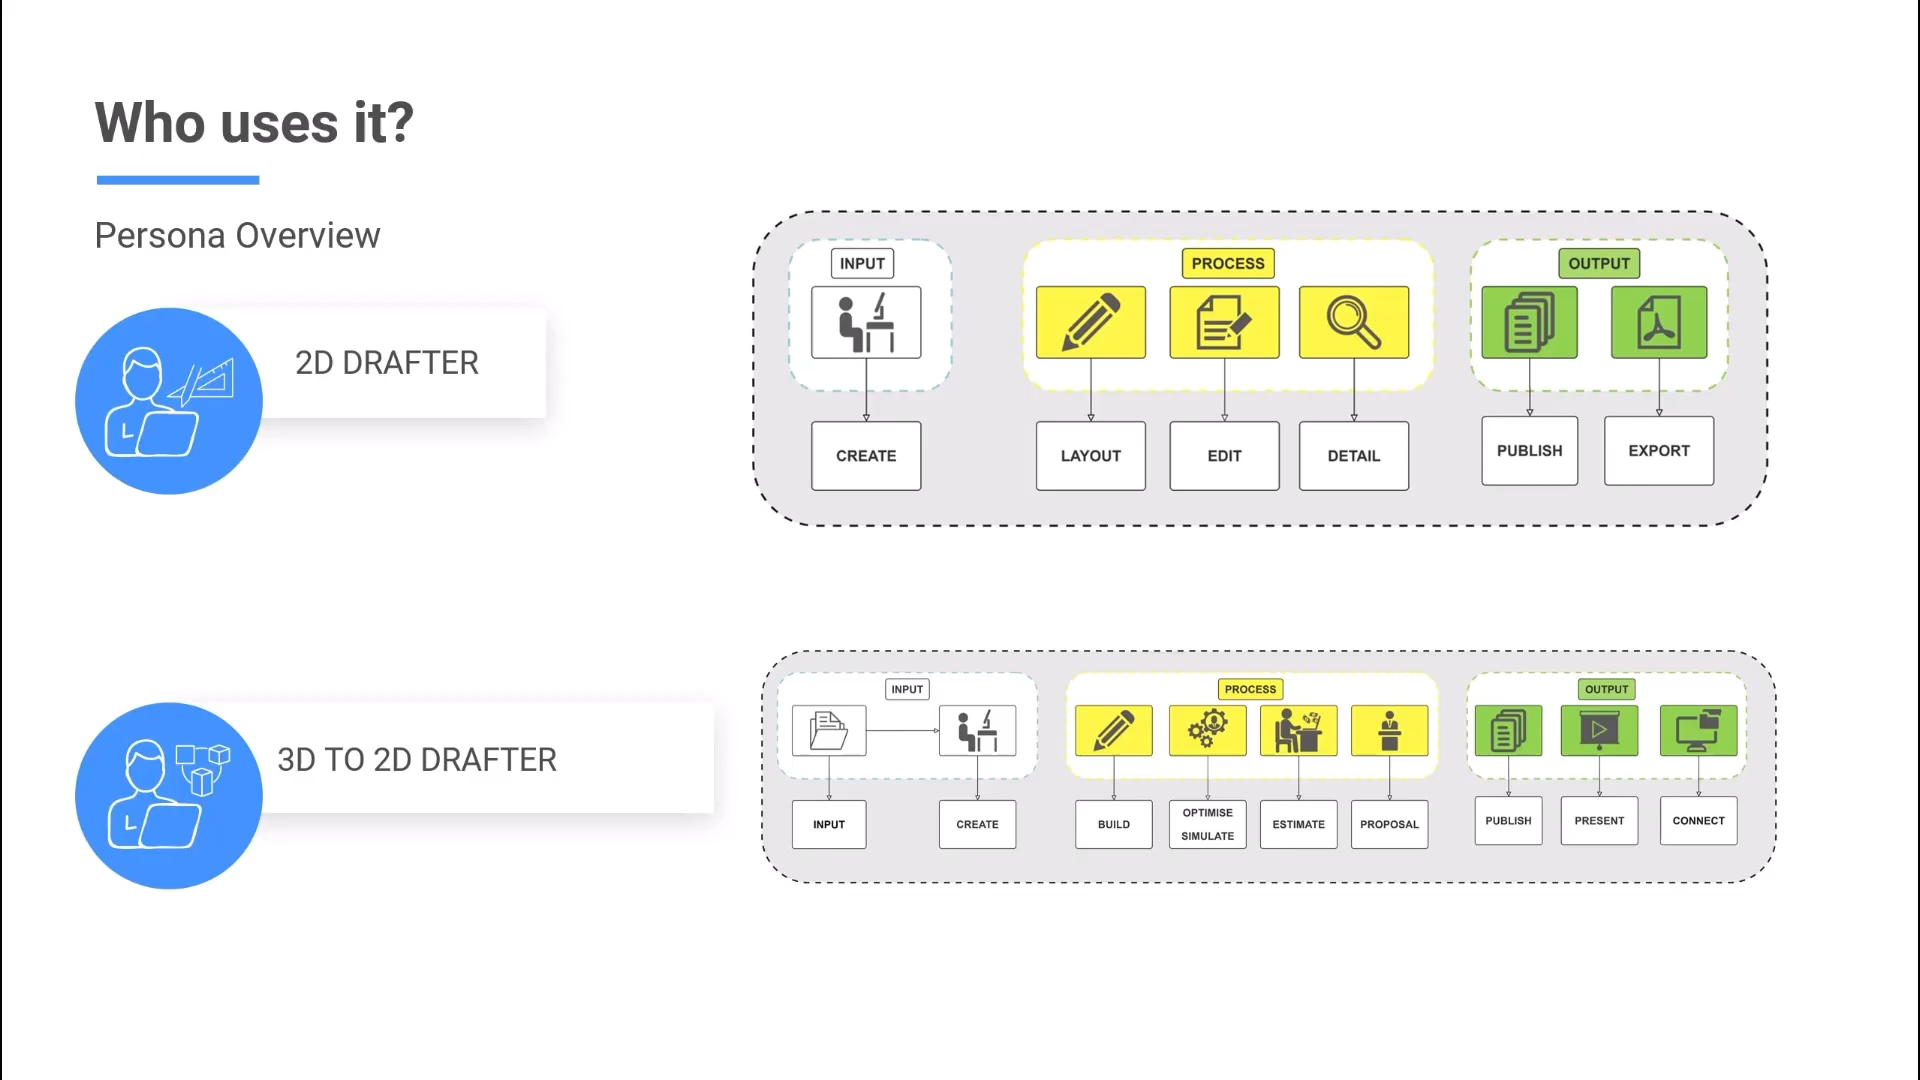 Who uses it?
Persona Overview
2D DRAFTER
INPUT
PROCESS
OUTPUT
CREATE
LAYOUT
EDIT
DETAIL
PUBLISH
EXPORT
3D TO 2D DRAFTER
INPUT
PROCESS
OUTPUT
INPUT
CREATE
BUILD
OPTIMISE
SIMULATE
ESTIMATE
PROPOSAL
PUBLISH
PRESENT
CONNECT